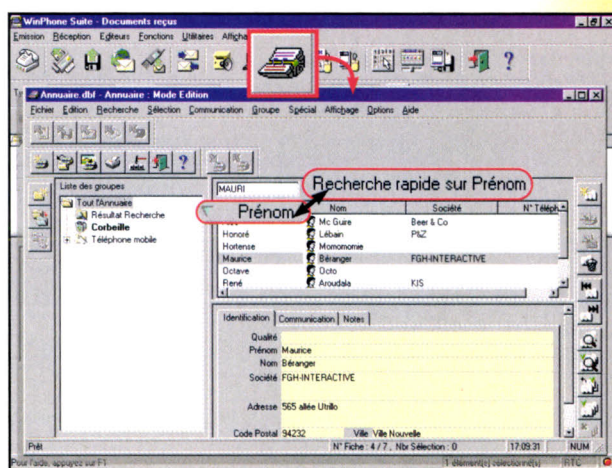 WinPhone Suite - Documents reçus
Emission Réception Editeurs Fonctions Utilitaires Afficha
Annuaire.dbf - Annuaire : Mode Edition
Fichier Edition Recherche Sélection Communication Groupe Spécial Affichage Options Aide
Liste des groupes
Tout l'Annuaire
Résultat Recherche
Corbeille
Téléphone mobile
MAURI
Recherche rapide sur Prénom
Prénom
Nom Société N° Téléph
Mc Guire Beer & Co
Honoré Lébain P&Z
Hortense Momomomie
Maurice Béranger FGH-INTERACTIVE
Octave Octo
René Aroudala KJS
Identification Communication Notes
Qualité
Prénom Maurice
Nom Béranger
Société FGH-INTERACTIVE
Adresse 565 allée Utrillo
Code Postal 94232 Ville Ville Nouvelle
Prêt N° Fiche : 4 / 7 , Nbr Sélection : 0 17:09:31 NUM
Pour l'aide, appuyez sur F1 1 élément(s) sélectionné(s) RTC